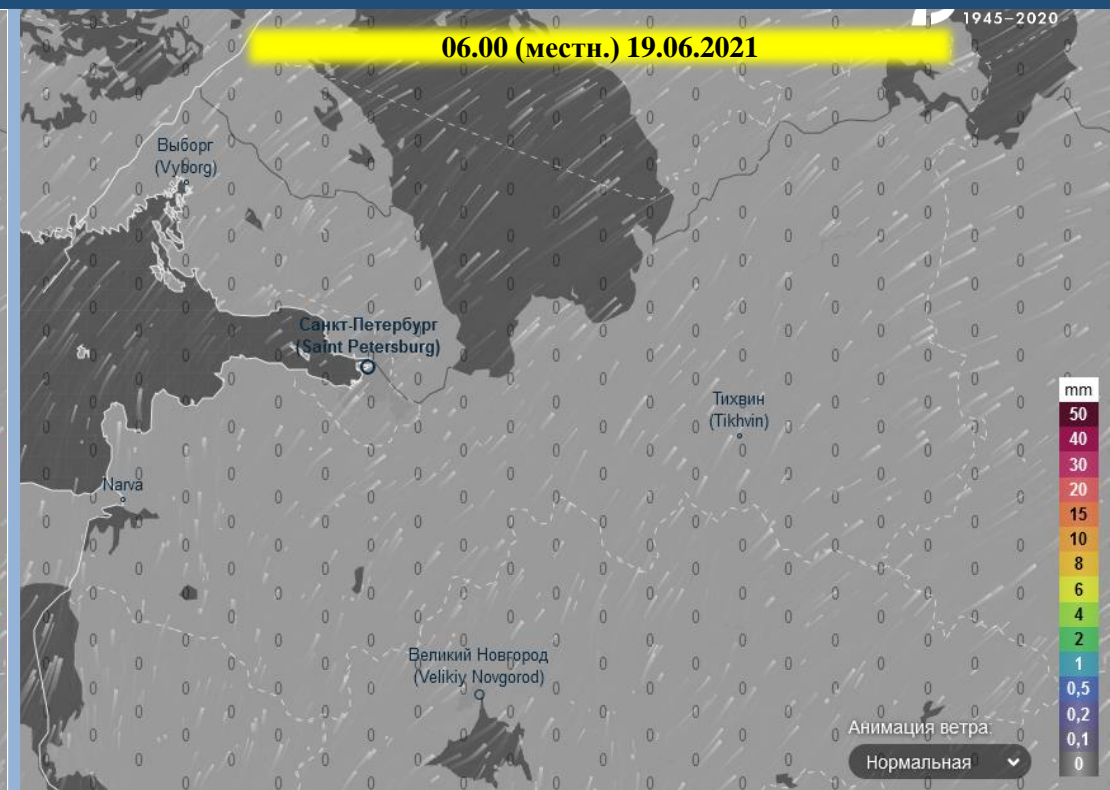 1945–2020
06.00 (местн.) 19.06.2021
Выборг
(Vyborg)
Санкт-Петербург
(Saint Petersburg)
Тихвин
(Tikhvin)
Narva
Великий Новгород
(Velikiy Novgorod)
mm
50
40
30
20
15
10
8
6
4
2
1
0,5
0,2
0,1
0
Анимация ветра:
Нормальная